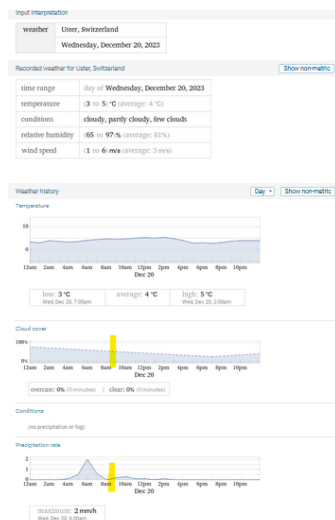 Input interpretation
weather Uster, Switzerland
Wednesday, December 20, 2023
Recorded weather for Uster, Switzerland Show non-metric
time range day of Wednesday, December 20, 2023
temperature (3 to 5) °C (average: 4 °C)
conditions cloudy, partly cloudy, few clouds
relative humidity (65 to 97)% (average: 81%)
wind speed (1 to 6) m/s (average: 3 m/s)
Weather history Day Show non-metric
Temperature
10
0
12am 2am 4am 6am 8am 10am 12pm 2pm 4pm 6pm 8pm 10pm
Dec 20
low: 3 °C average: 4 °C high: 5 °C
Wed, Dec 20, 7:00pm Wed, Dec 20, 2:00pm
Cloud cover
100%
0%
12am 2am 4am 6am 8am 10am 12pm 2pm 4pm 6pm 8pm 10pm
Dec 20
overcast: 0% (0 minutes) clear: 0% (0 minutes)
Conditions
(no precipitation or fog)
Precipitation rate
2
1
0
12am 2am 4am 6am 8am 10am 12pm 2pm 4pm 6pm 8pm 10pm
Dec 20
maximum: 2 mm/h
Wed, Dec 20, 6:00am